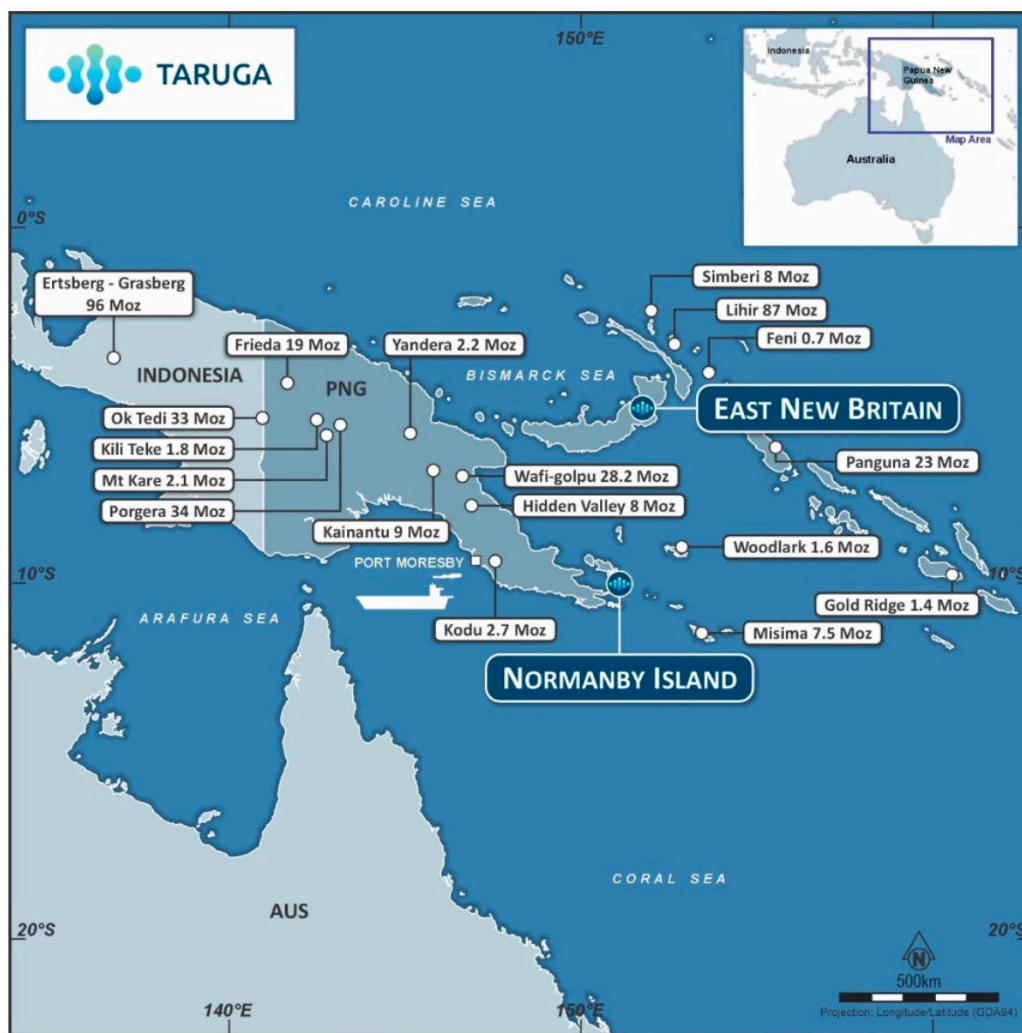 TARUGA
150°E
Indonesia
Papua New
Guinea
Map Area
Australia
CAROLINE SEA
0°S
Ertsberg - Grasberg
96 Moz
Simberi 8 Moz
Lihir 87 Moz
Feni 0.7 Moz
Frieda 19 Moz
Yandera 2.2 Moz
INDONESIA
PNG
BISMARCK SEA
EAST NEW BRITAIN
Ok Tedi 33 Moz
Kili Teke 1.8 Moz
Mt Kare 2.1 Moz
Porgera 34 Moz
Panguna 23 Moz
Wafi-golpu 28.2 Moz
Hidden Valley 8 Moz
Kainantu 9 Moz
Woodlark 1.6 Moz
PORT MORESBY
10°S
10°S
Gold Ridge 1.4 Moz
ARAFURA SEA
Kodu 2.7 Moz
Misima 7.5 Moz
NORMANBY ISLAND
CORAL SEA
AUS
20°S
20°S
N
500km
140°E
150°E
Projection: Longitude/Latitude (GDA94)